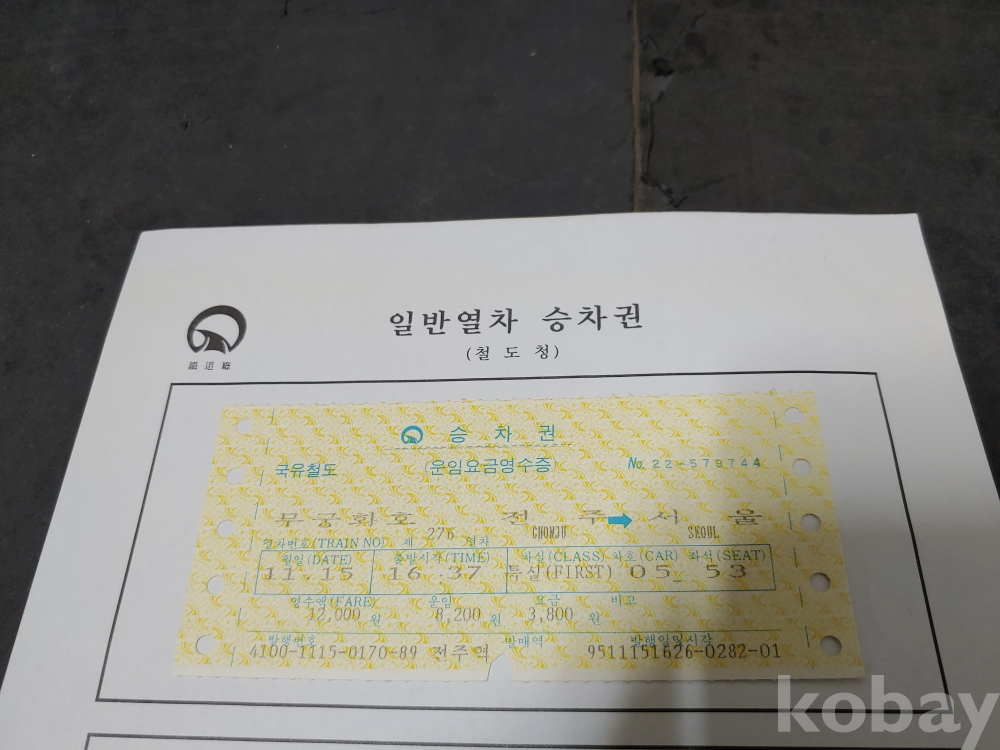 일반열차 승차권
(철도청)
鐵道廳
승차권
국유철도 (운임요금영수증 No. 22-579744
무궁화호 전주 → 서울
열차번호(TRAIN NO) 제 276 열차 CHONJU SEOUL
월일(DATE) 출발시각(TIME) 차실(CLASS) 차호(CAR) 좌석(SEAT)
11.15 16.37 특실(FIRST) 05 53
영수액(FARE) 운임 요금 비고
12,000 원 8,200 원 3,800 원
발행번호 발매역 발행일및시각
4100-1115-0170-89 전주역 9511151626-0282-01
kobay